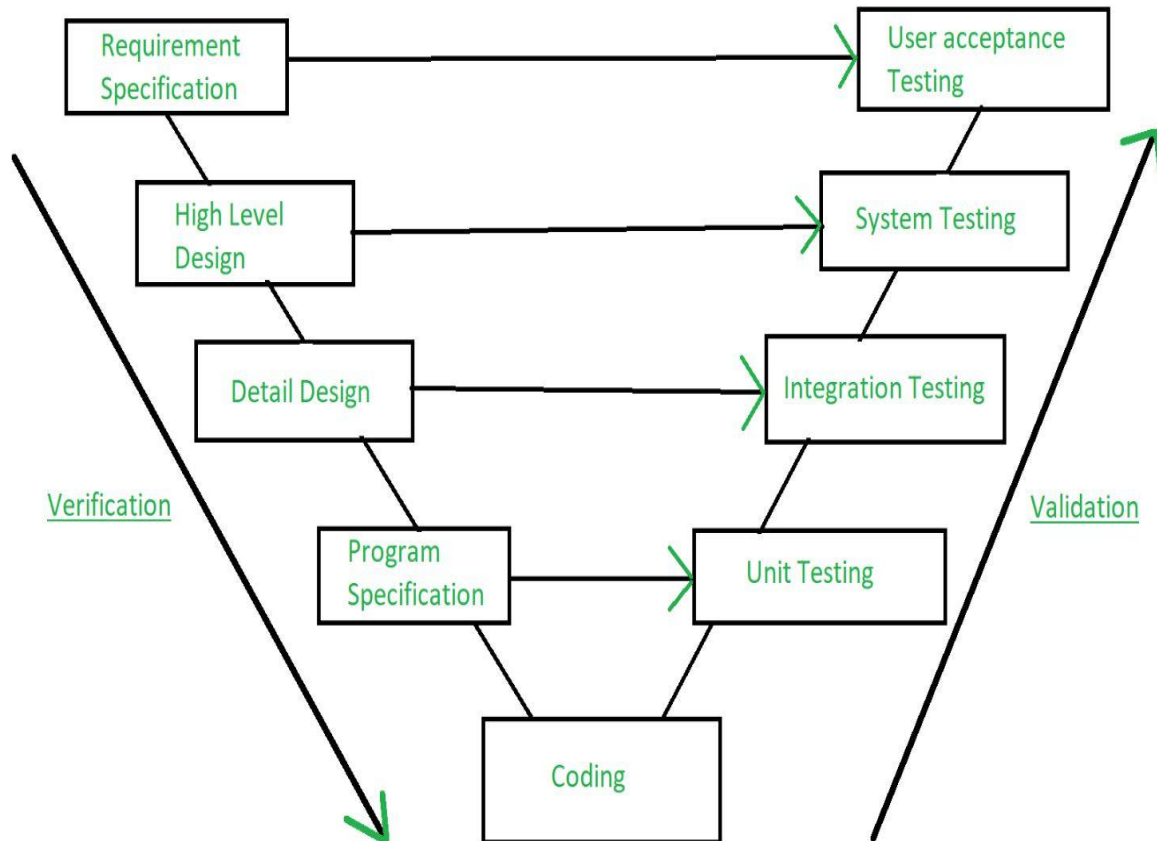 Requirement
Specification
User acceptance
Testing
High Level
Design
System Testing
Detail Design
Integration Testing
Verification
Validation
Program
Specification
Unit Testing
Coding